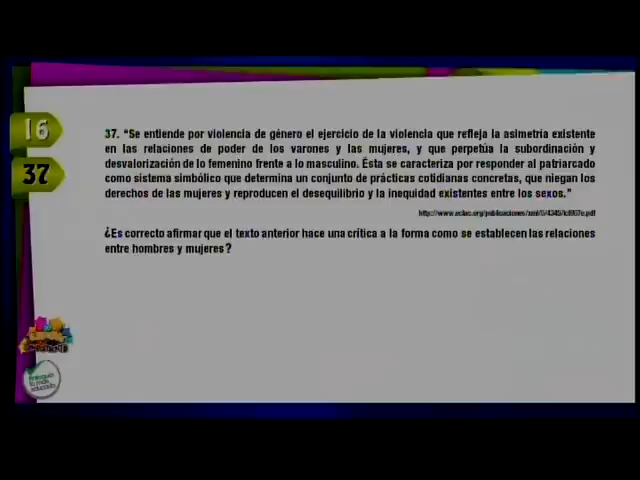 16
37
37. "Se entiende por violencia de género el ejercicio de la violencia que refleja la asimetría existente
en las relaciones de poder de los varones y las mujeres, y que perpetúa la subordinación y
desvalorización de lo femenino frente a lo masculino. Ésta se caracteriza por responder al patriarcado
como sistema simbólico que determina un conjunto de prácticas cotidianas concretas, que niegan los
derechos de las mujeres y reproducen el desequilibrio y la inequidad existentes entre los sexos."
¿Es correcto afirmar que el texto anterior hace una crítica a la forma como se establecen las relaciones
entre hombres y mujeres?
Antioquia
la más
educada